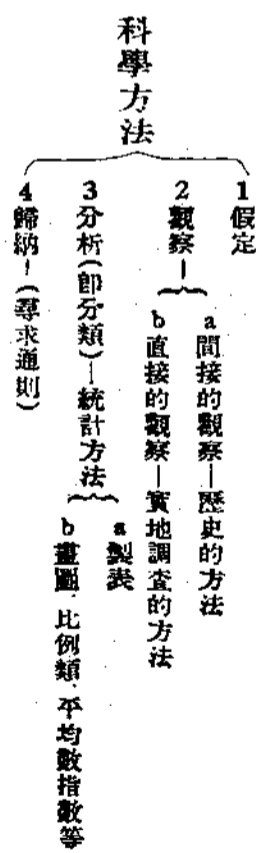 科學方法
1 假定
2 觀察—
a 間接的觀察—歷史的方法
b 直接的觀察—實地調查的方法
3 分析(卽分類)—統計方法
a 製表
b 畫圖、比例類、平均數指數等
4 歸納—(尋求通則)